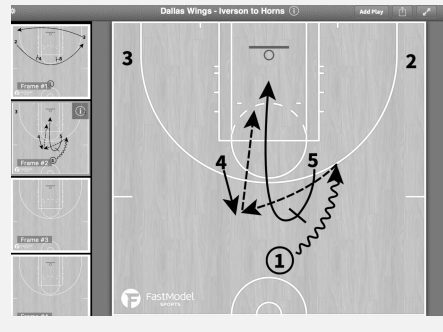 Dallas Wings - Iverson to Horns
Add Play
Frame #1
Frame #2
Frame #3
3
2
4
5
1
FastModel
SPORTS